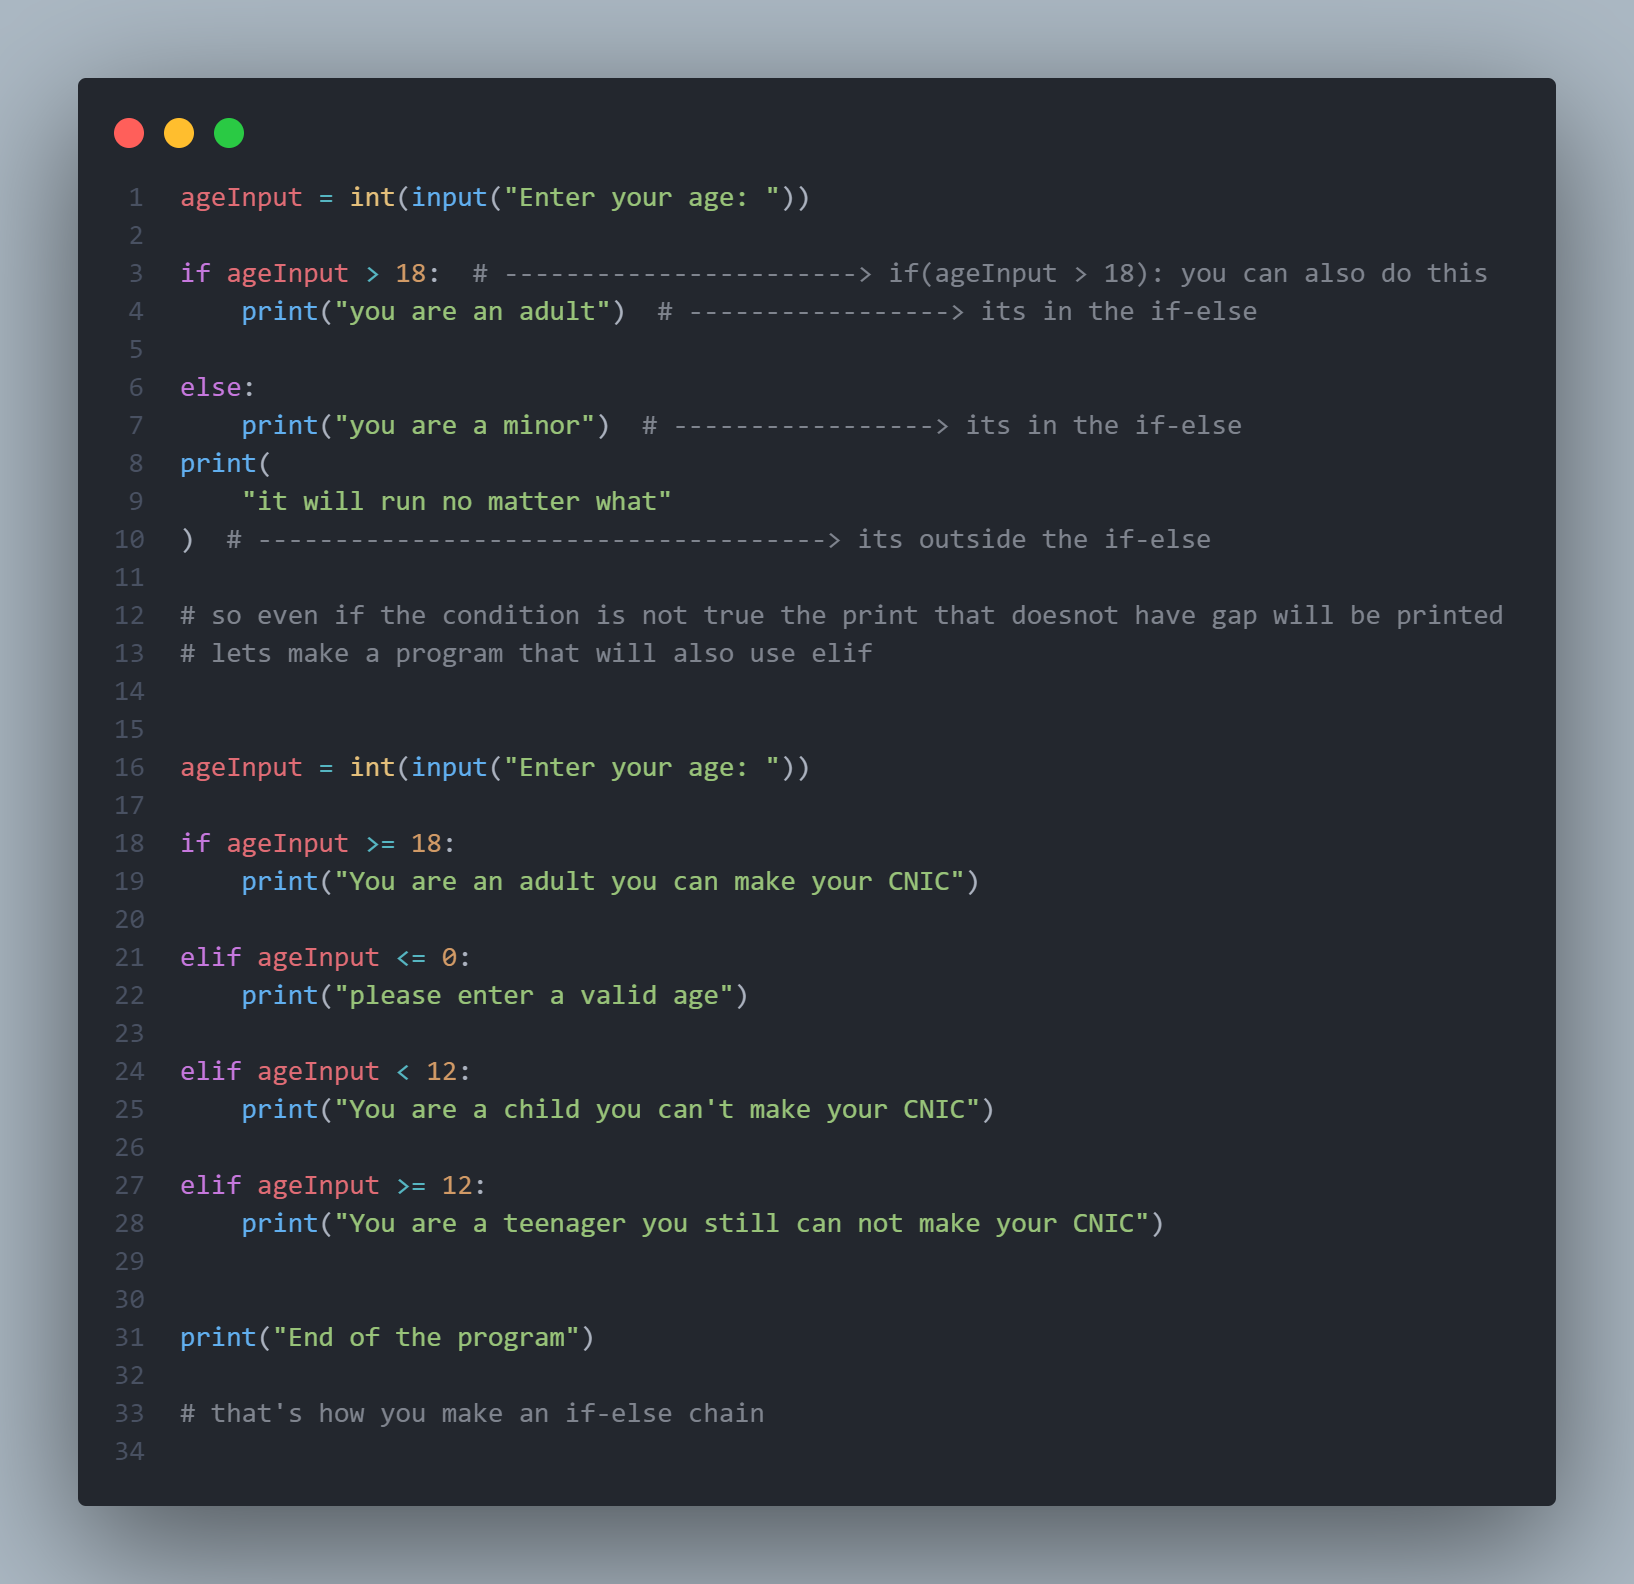 1 ageInput = int(input("Enter your age: "))
2
3 if ageInput > 18:  # -----------------------> if(ageInput > 18): you can also do this
4     print("you are an adult")  # -----------------> its in the if-else
5
6 else:
7     print("you are a minor")  # -----------------> its in the if-else
8 print(
9     "it will run no matter what"
10 )  # -------------------------------------> its outside the if-else
11
12 # so even if the condition is not true the print that doesnot have gap will be printed
13 # lets make a program that will also use elif
14
15
16 ageInput = int(input("Enter your age: "))
17
18 if ageInput >= 18:
19     print("You are an adult you can make your CNIC")
20
21 elif ageInput <= 0:
22     print("please enter a valid age")
23
24 elif ageInput < 12:
25     print("You are a child you can't make your CNIC")
26
27 elif ageInput >= 12:
28     print("You are a teenager you still can not make your CNIC")
29
30
31 print("End of the program")
32
33 # that's how you make an if-else chain
34